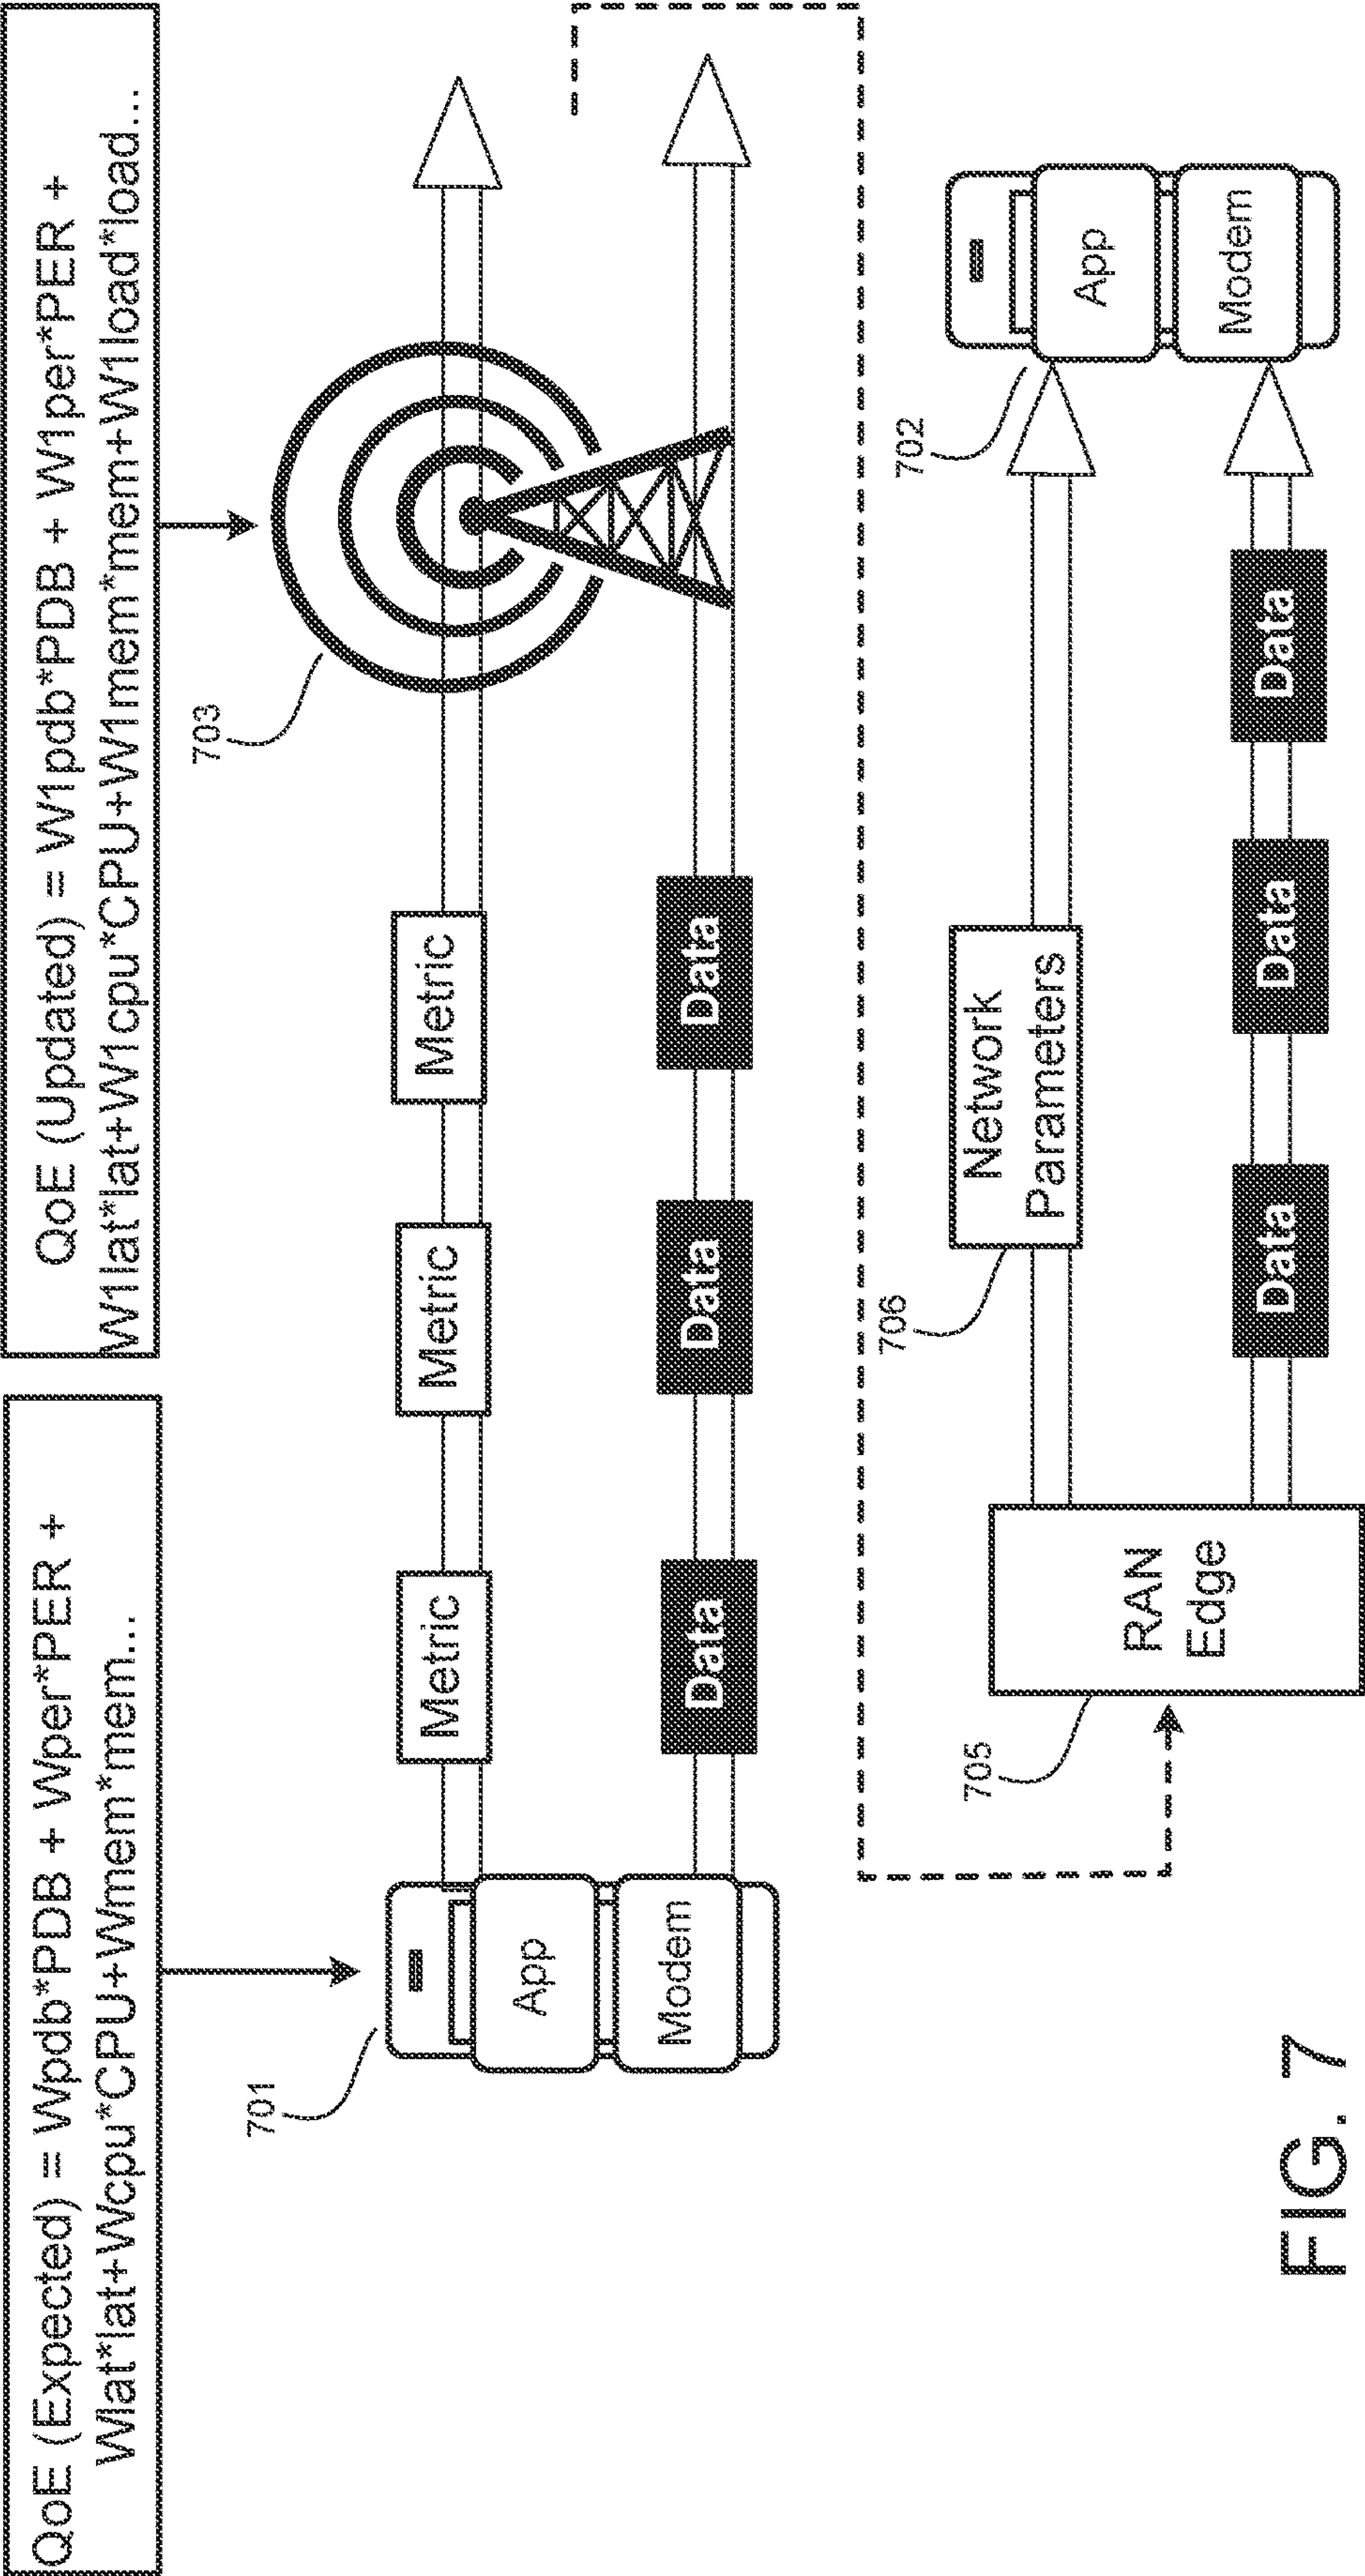 QoE (Expected) = Wpdb*PDB + Wper*PER +
Wlat*lat+Wcpu*CPU+Wmem*mem...
QoE (Updated) = W1pdb*PDB + W1per*PER +
W1lat*lat+W1cpu*CPU+W1mem*mem+W1load*load...
701
703
App
Modem
Metric
Metric
Metric
Data
Data
Data
705
RAN
Edge
706
Network
Parameters
Data
Data
Data
702
App
Modem
FIG. 7